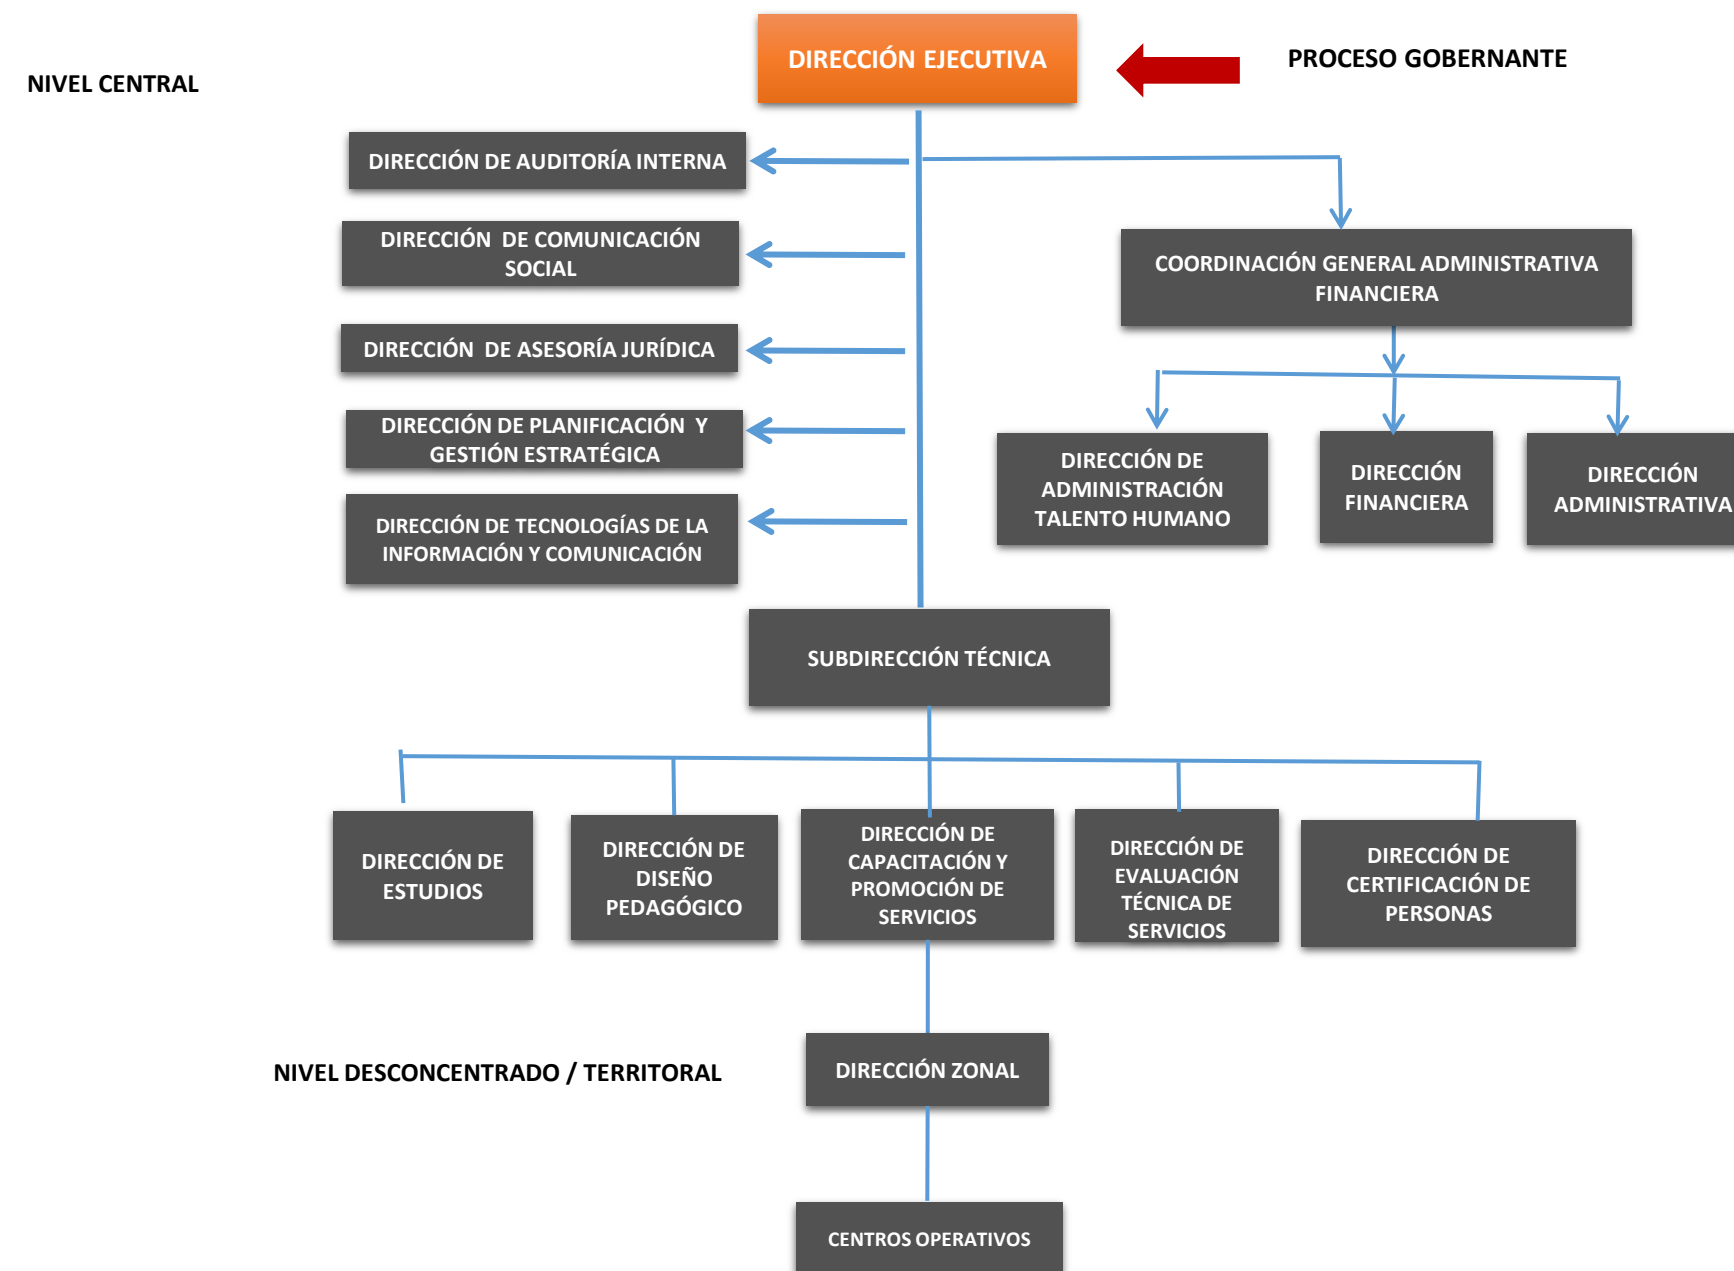 DIRECCIÓN EJECUTIVA
PROCESO GOBERNANTE
NIVEL CENTRAL
DIRECCIÓN DE AUDITORÍA INTERNA
DIRECCIÓN DE COMUNICACIÓN
SOCIAL
COORDINACIÓN GENERAL ADMINISTRATIVA
FINANCIERA
DIRECCIÓN DE ASESORÍA JURÍDICA
DIRECCIÓN DE PLANIFICACIÓN Y
GESTIÓN ESTRATÉGICA
DIRECCIÓN DE TECNOLOGÍAS DE LA
INFORMACIÓN Y COMUNICACIÓN
DIRECCIÓN DE
ADMINISTRACIÓN
TALENTO HUMANO
DIRECCIÓN
FINANCIERA
DIRECCIÓN
ADMINISTRATIVA
SUBDIRECCIÓN TÉCNICA
DIRECCIÓN DE
ESTUDIOS
DIRECCIÓN DE
DISEÑO
PEDAGÓGICO
DIRECCIÓN DE
CAPACITACIÓN Y
PROMOCIÓN DE
SERVICIOS
DIRECCIÓN DE
EVALUACIÓN
TÉCNICA DE
SERVICIOS
DIRECCIÓN DE
CERTIFICACIÓN DE
PERSONAS
NIVEL DESCONCENTRADO / TERRITORAL
DIRECCIÓN ZONAL
CENTROS OPERATIVOS